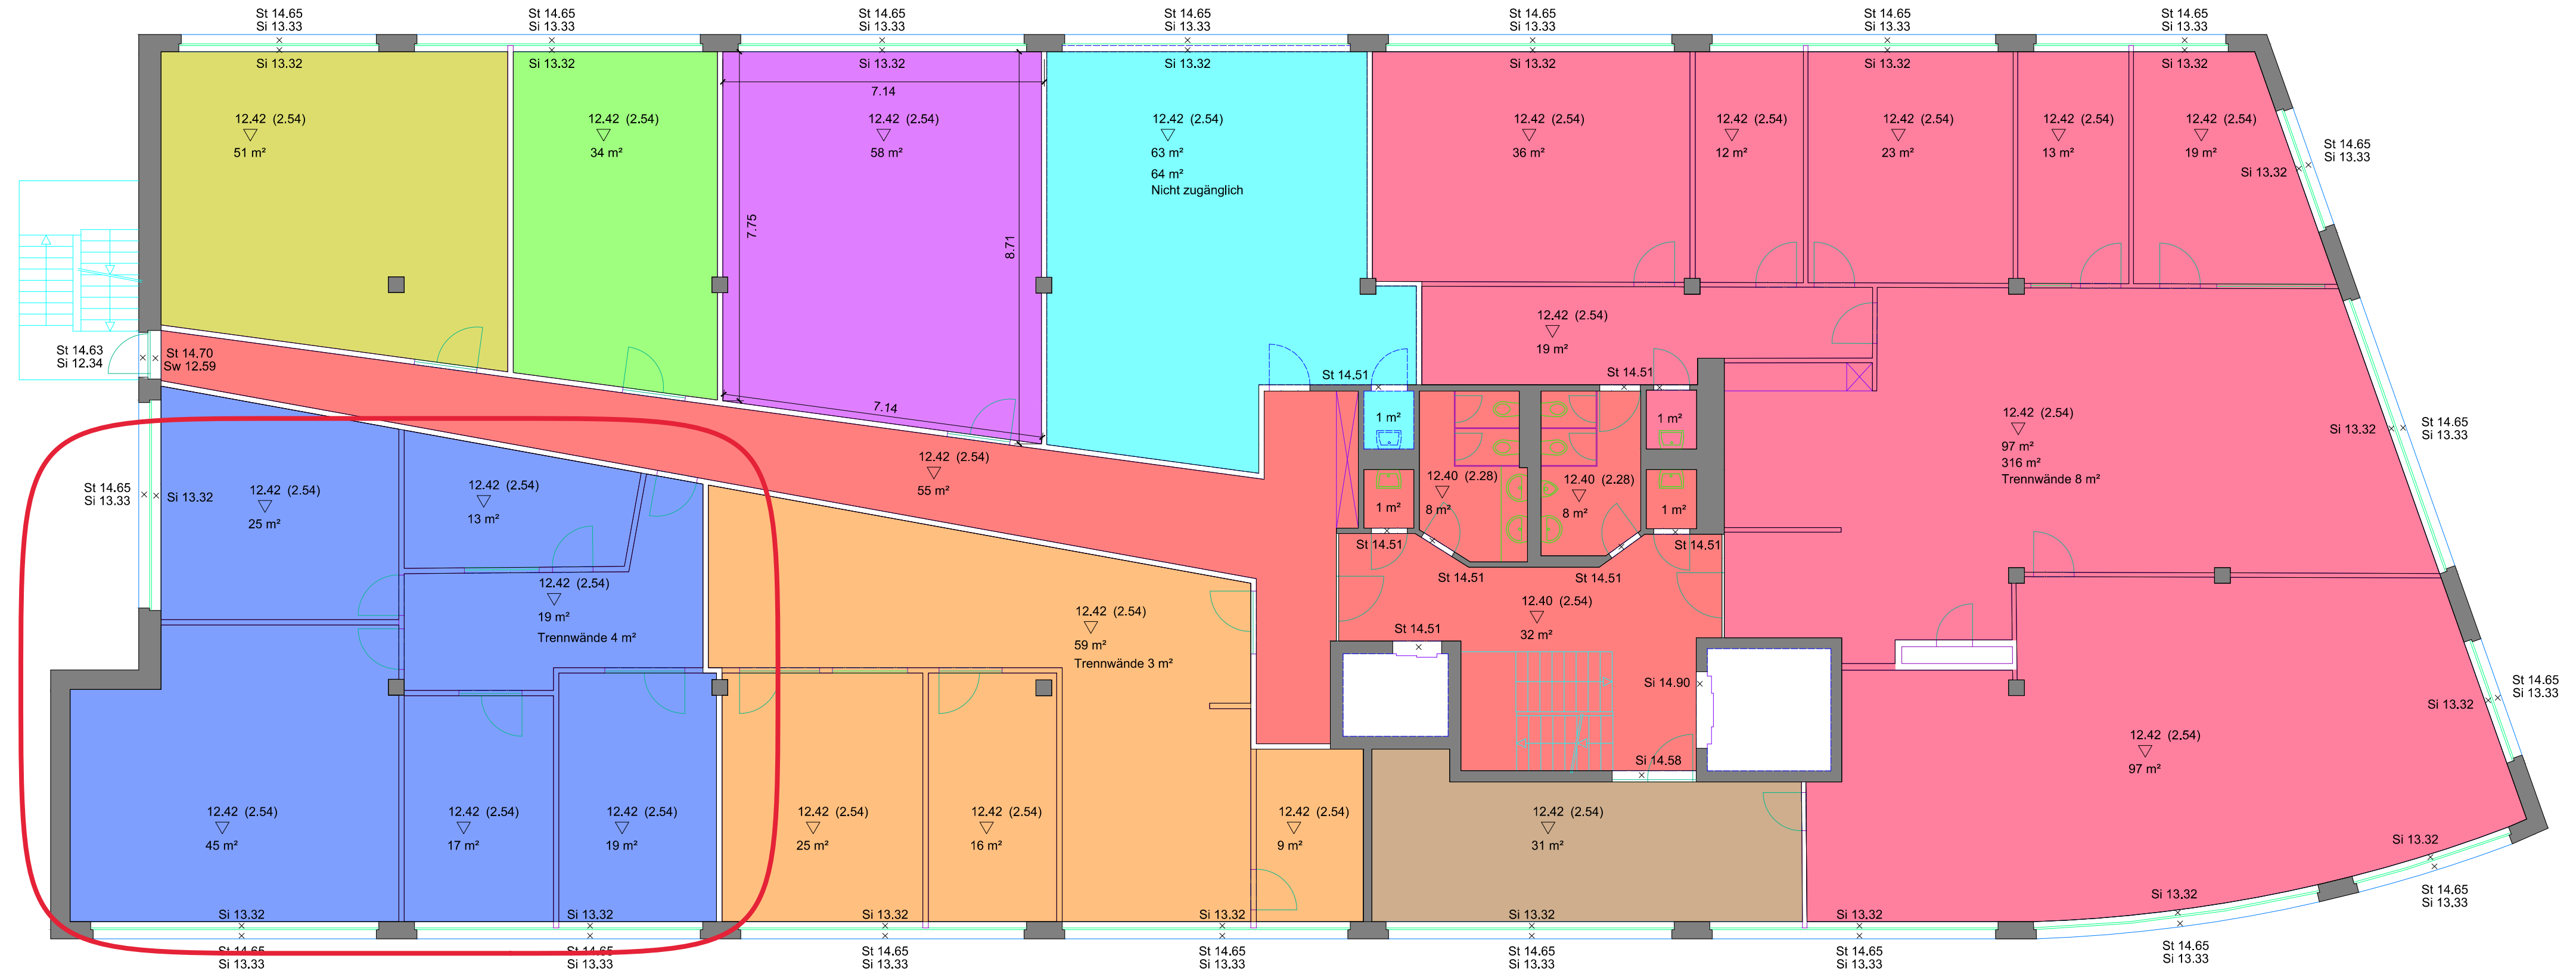 St 14.65
Si 13.33
St 14.65
Si 13.33
St 14.65
Si 13.33
St 14.65
Si 13.33
St 14.65
Si 13.33
St 14.65
Si 13.33
St 14.65
Si 13.33
Si 13.32
Si 13.32
Si 13.32
Si 13.32
Si 13.32
Si 13.32
Si 13.32
7.14
12.42 (2.54)
51 m²
12.42 (2.54)
34 m²
12.42 (2.54)
58 m²
12.42 (2.54)
63 m²
64 m²
Nicht zugänglich
12.42 (2.54)
36 m²
12.42 (2.54)
12 m²
12.42 (2.54)
23 m²
12.42 (2.54)
13 m²
12.42 (2.54)
19 m²
St 14.65
Si 13.33
Si 13.32
7.75
8.71
7.14
St 14.63
Si 12.34
St 14.70
Sw 12.59
12.42 (2.54)
19 m²
St 14.51
St 14.51
1 m²
1 m²
12.42 (2.54)
97 m²
316 m²
Trennwände 8 m²
Si 13.32
St 14.65
Si 13.33
12.42 (2.54)
55 m²
12.40 (2.28)
8 m²
12.40 (2.28)
8 m²
1 m²
1 m²
St 14.51
St 14.51
St 14.51
St 14.51
St 14.65
Si 13.33
Si 13.32
12.42 (2.54)
25 m²
12.42 (2.54)
13 m²
12.42 (2.54)
19 m²
Trennwände 4 m²
12.42 (2.54)
59 m²
Trennwände 3 m²
12.40 (2.54)
32 m²
St 14.51
Si 14.90
Si 14.58
Si 13.32
St 14.65
Si 13.33
12.42 (2.54)
97 m²
12.42 (2.54)
45 m²
12.42 (2.54)
17 m²
12.42 (2.54)
19 m²
12.42 (2.54)
25 m²
12.42 (2.54)
16 m²
12.42 (2.54)
9 m²
12.42 (2.54)
31 m²
Si 13.32
Si 13.32
St 14.65
Si 13.33
Si 13.32
Si 13.32
Si 13.32
Si 13.32
Si 13.32
Si 13.32
St 14.65
Si 13.33
St 14.65
Si 13.33
St 14.65
Si 13.33
St 14.65
Si 13.33
St 14.65
Si 13.33
St 14.65
Si 13.33
St 14.65
Si 13.33